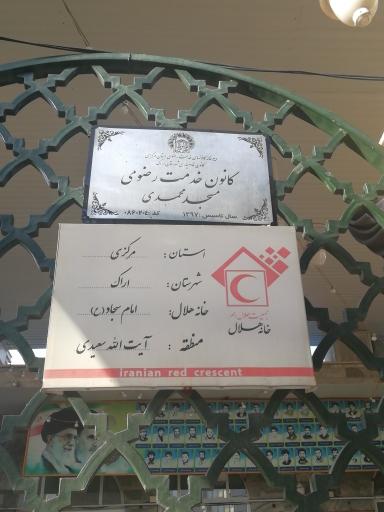 کانون خدمت رضوی
مسجد محمدی
سال تاسیس: ۱۳۹۷
استان: مرکزی
شهرستان: اراک
خانه هلال: امام سجاد (ع)
منطقه: آیت الله سعیدی
خانه هلال
iranian red crescent